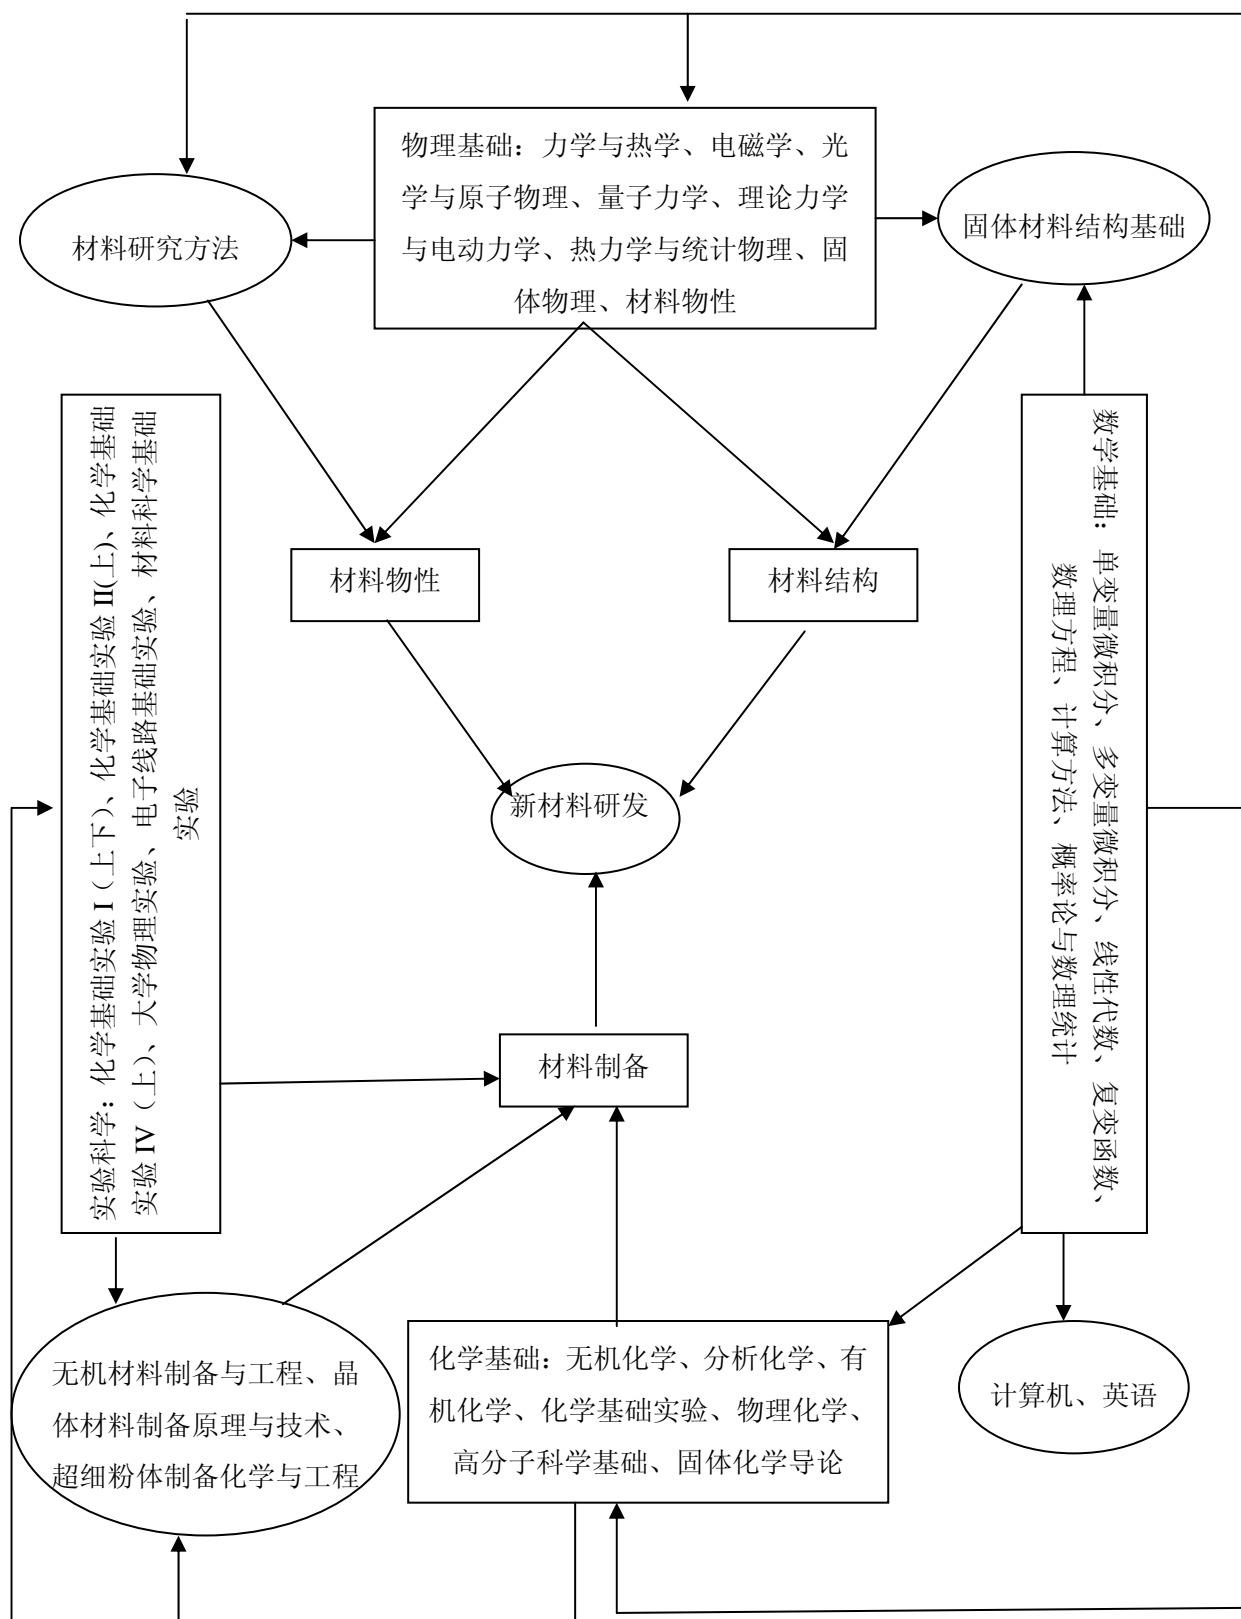 物理基础：力学与热学、电磁学、光
学与原子物理、量子力学、理论力学
与电动力学、热力学与统计物理、固
体物理、材料物性
材料研究方法
固体材料结构基础
实验科学：化学基础实验 I（上下）、化学基础实验 II(上)、化学基础
实验 IV（上）、大学物理实验、电子线路基础实验、材料科学基础
实验
材料物性
材料结构
数学基础：单变量微积分、多变量微积分、线性代数、复变函数、
数理方程、计算方法、概率论与数理统计
新材料研发
材料制备
无机材料制备与工程、晶
体材料制备原理与技术、
超细粉体制备化学与工程
化学基础：无机化学、分析化学、有
机化学、化学基础实验、物理化学、
高分子科学基础、固体化学导论
计算机、英语